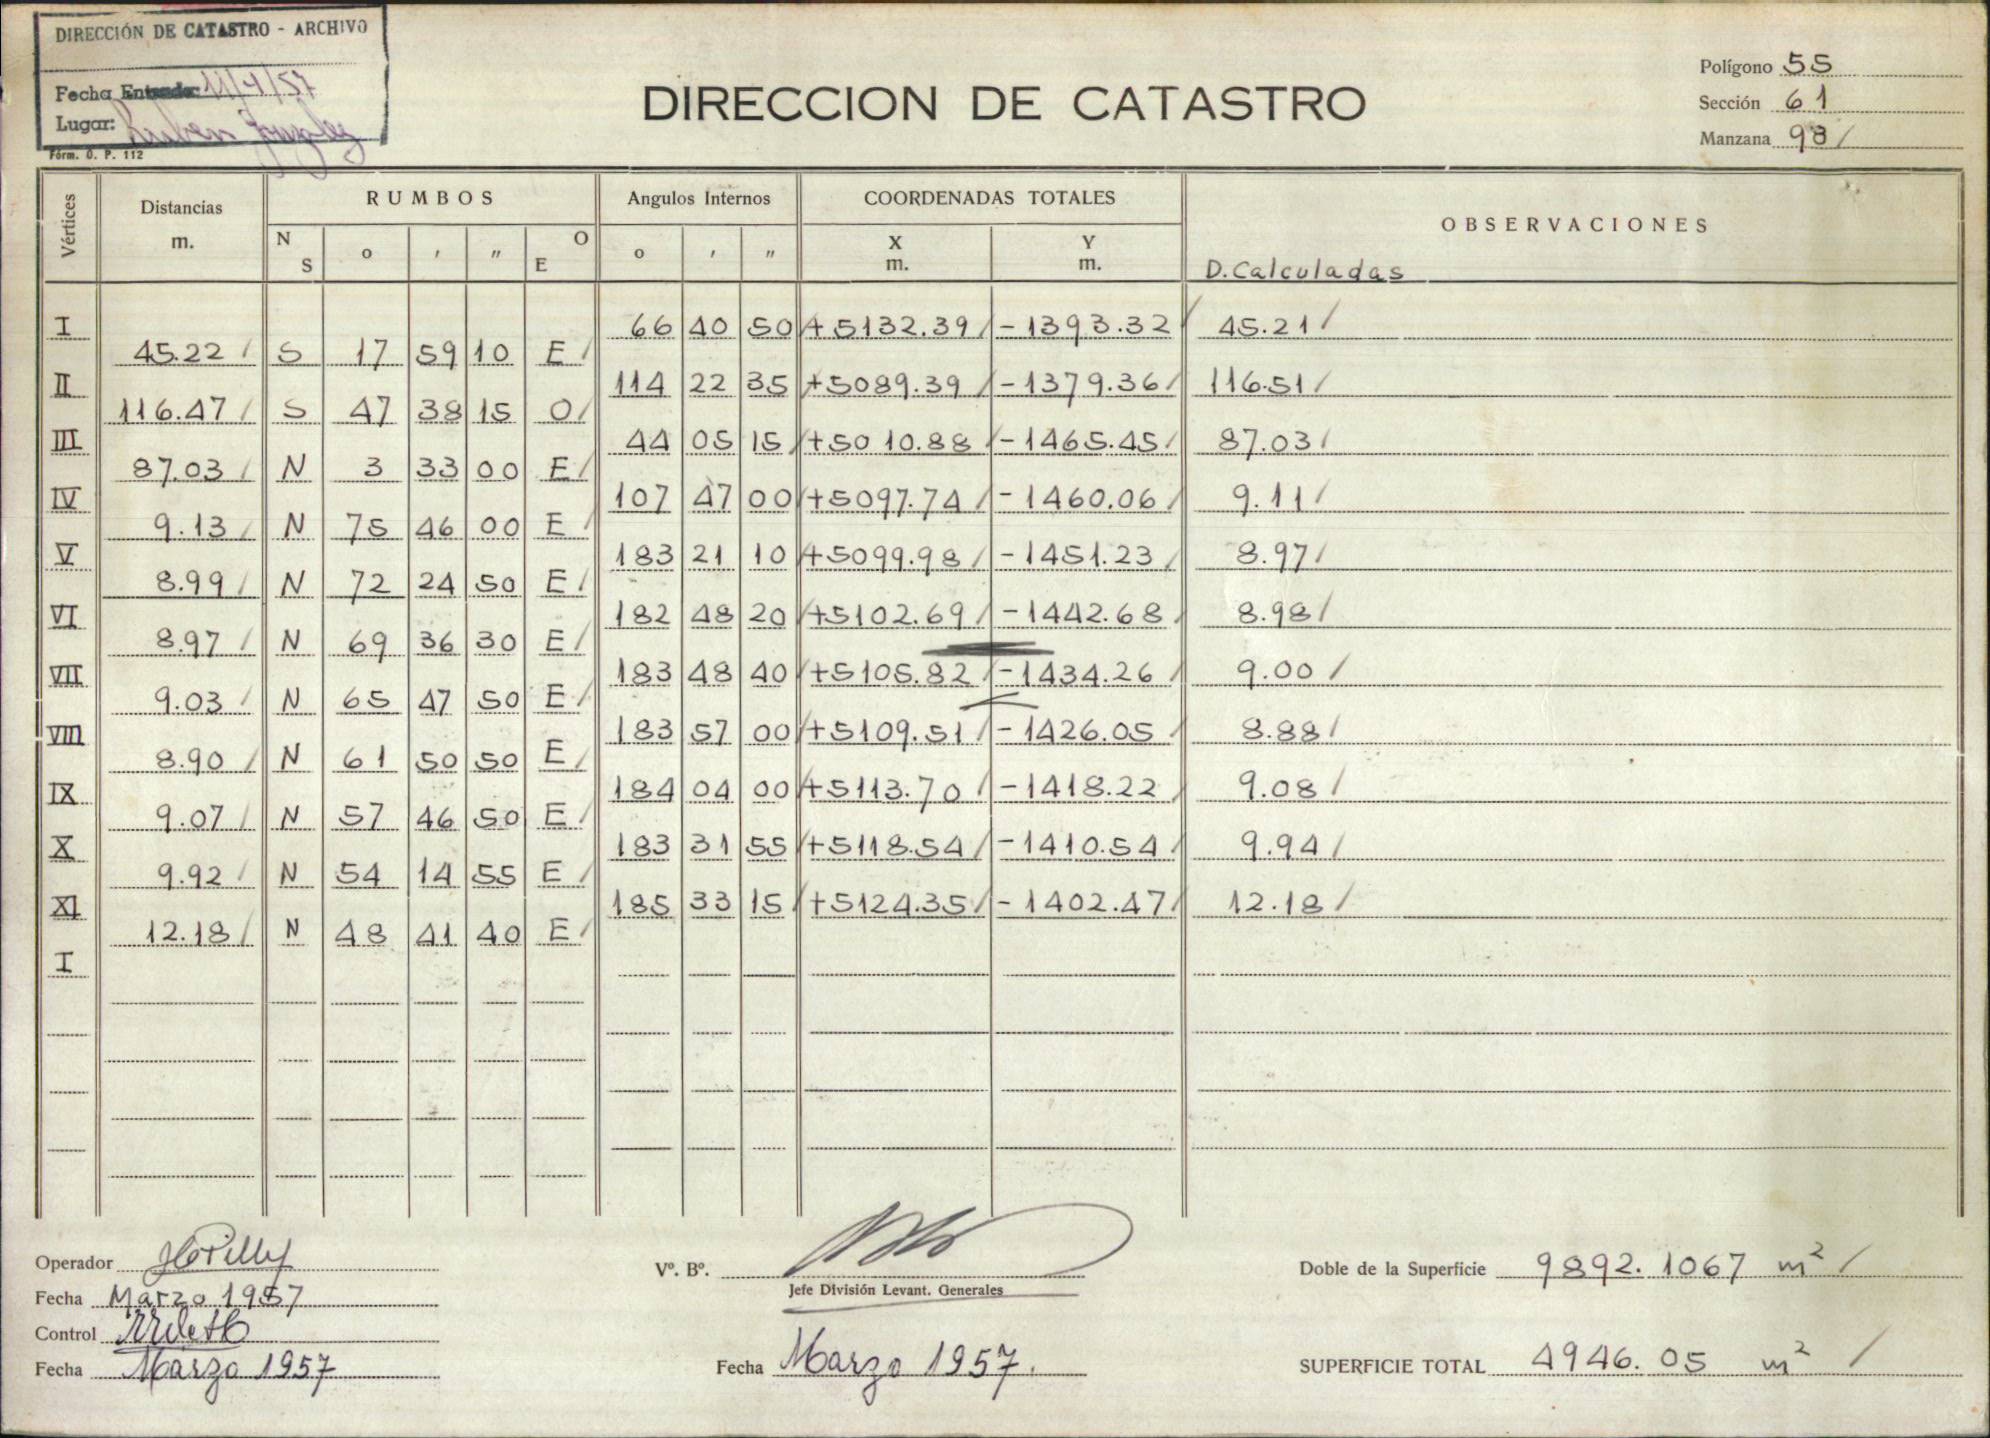 DIRECCIÓN DE CATASTRO - ARCHIVO
Fecha 11/4/57
Lugar:
Fórm. O. P. 112
DIRECCION DE CATASTRO
Polígono 55
Sección 61
Manzana 93 /
Vértices Distancias m. RUMBOS Angulos Internos COORDENADAS TOTALES OBSERVACIONES
N S o ′ ″ O E o ′ ″ X m. Y m. D. Calculadas
I 66 40 50 +5132.39 / -1393.32 / 45.21 /
45.22 / S 17 59 10 E /
II 114 22 35 +5089.39 / -1379.36 / 116.51 /
116.47 / S 47 38 15 O /
III 44 05 15 / +5010.88 / -1465.45 / 87.03 /
87.03 / N 3 33 00 E /
IV 107 47 00 / +5097.74 / -1460.06 / 9.11 /
9.13 / N 75 46 00 E /
V 183 21 10 +5099.98 / -1451.23 / 8.97 /
8.99 / N 72 24 50 E /
VI 182 48 20 / +5102.69 / -1442.68 / 8.98 /
8.97 / N 69 36 30 E /
VII 183 48 40 / +5105.82 / -1434.26 / 9.00 /
9.03 / N 65 47 50 E /
VIII 183 57 00 / +5109.51 / -1426.05 / 8.88 /
8.90 / N 61 50 50 E /
IX 184 04 00 +5113.70 / -1418.22 / 9.08 /
9.07 / N 57 46 50 E /
X 183 31 55 / +5118.54 / -1410.54 / 9.94 /
9.92 / N 54 14 55 E /
XI 185 33 15 / +5124.35 / -1402.47 / 12.18 /
12.18 / N 48 41 40 E /
I
Operador
Fecha Marzo 1957
Control
Fecha Marzo 1957
Vº. Bº.
Jefe División Levant. Generales
Fecha Marzo 1957.
Doble de la Superficie 9892.1067 m² /
SUPERFICIE TOTAL 4946.05 m² /